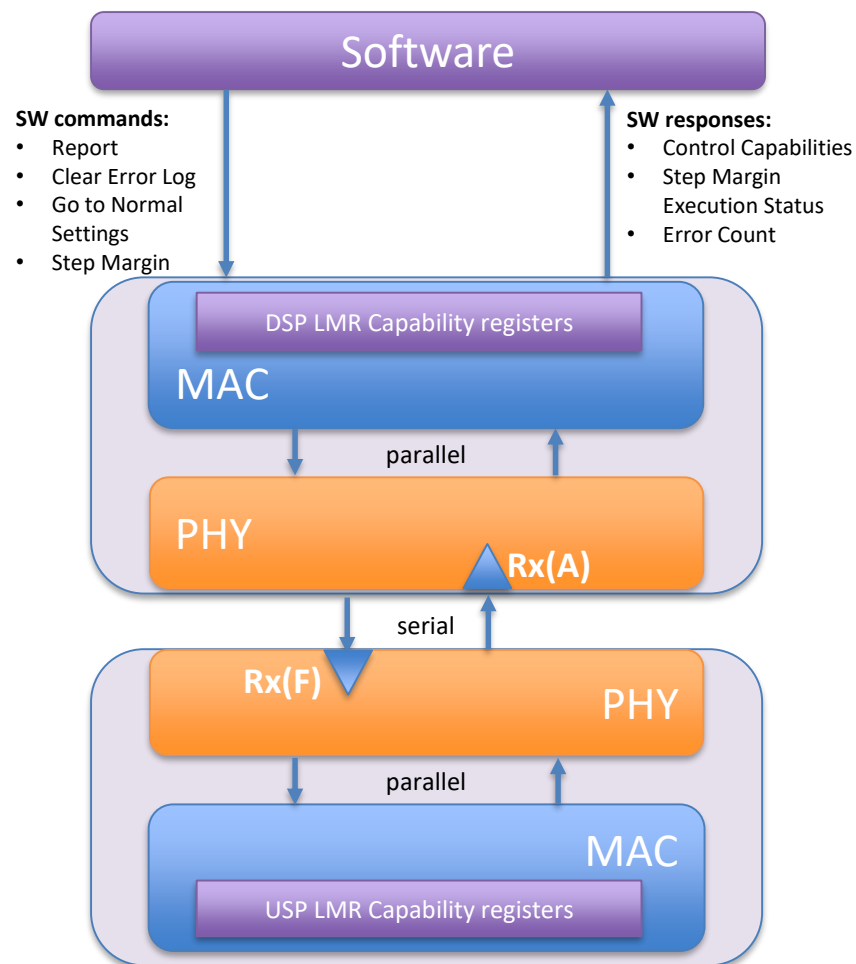 Software
SW commands:
• Report
• Clear Error Log
• Go to Normal
Settings
• Step Margin
SW responses:
• Control Capabilities
• Step Margin
Execution Status
• Error Count
DSP LMR Capability registers
MAC
parallel
PHY
Rx(A)
serial
Rx(F)
PHY
parallel
MAC
USP LMR Capability registers